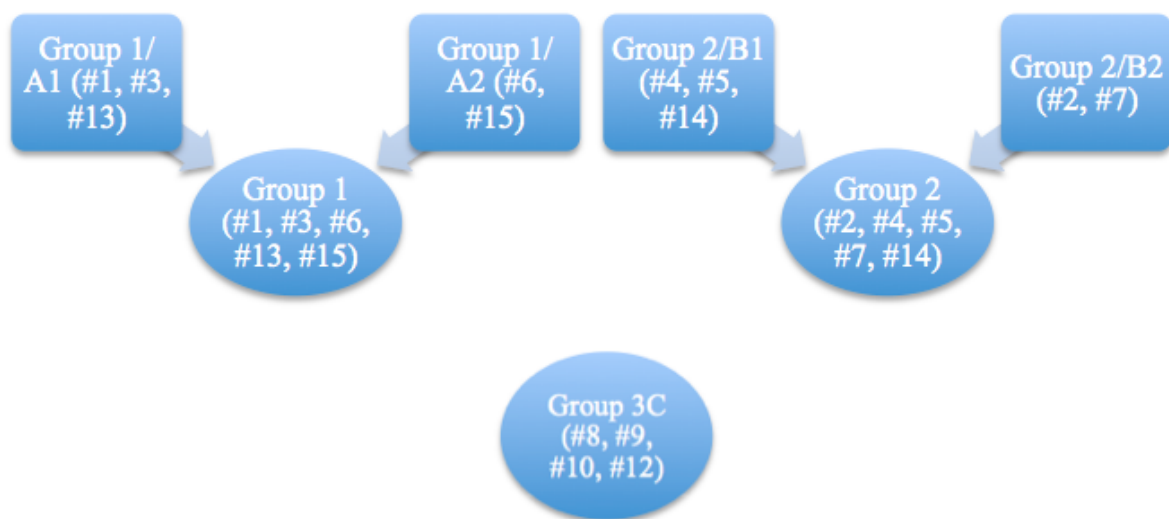 Group 1/
A1 (#1, #3,
#13)
Group 1/
A2 (#6,
#15)
Group 2/B1
(#4, #5,
#14)
Group 2/B2
(#2, #7)
Group 1
(#1, #3, #6,
#13, #15)
Group 2
(#2, #4, #5,
#7, #14)
Group 3C
(#8, #9,
#10, #12)